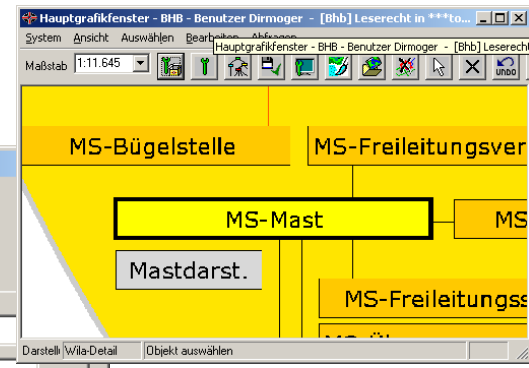 Hauptgrafikfenster - BHB - Benutzer Dirmoger - [Bhb] Leserecht in ***to...
System Ansicht Auswählen Bearbeiten Abfragen
Hauptgrafikfenster - BHB - Benutzer Dirmoger - [Bhb] Leserecht
Maßstab 1:11.645
UNDO
MS-Bügelstelle MS-Freileitungsver
MS-Mast MS
Mastdarst.
MS-Freileitungss
Darstell Wila-Detail Objekt auswählen